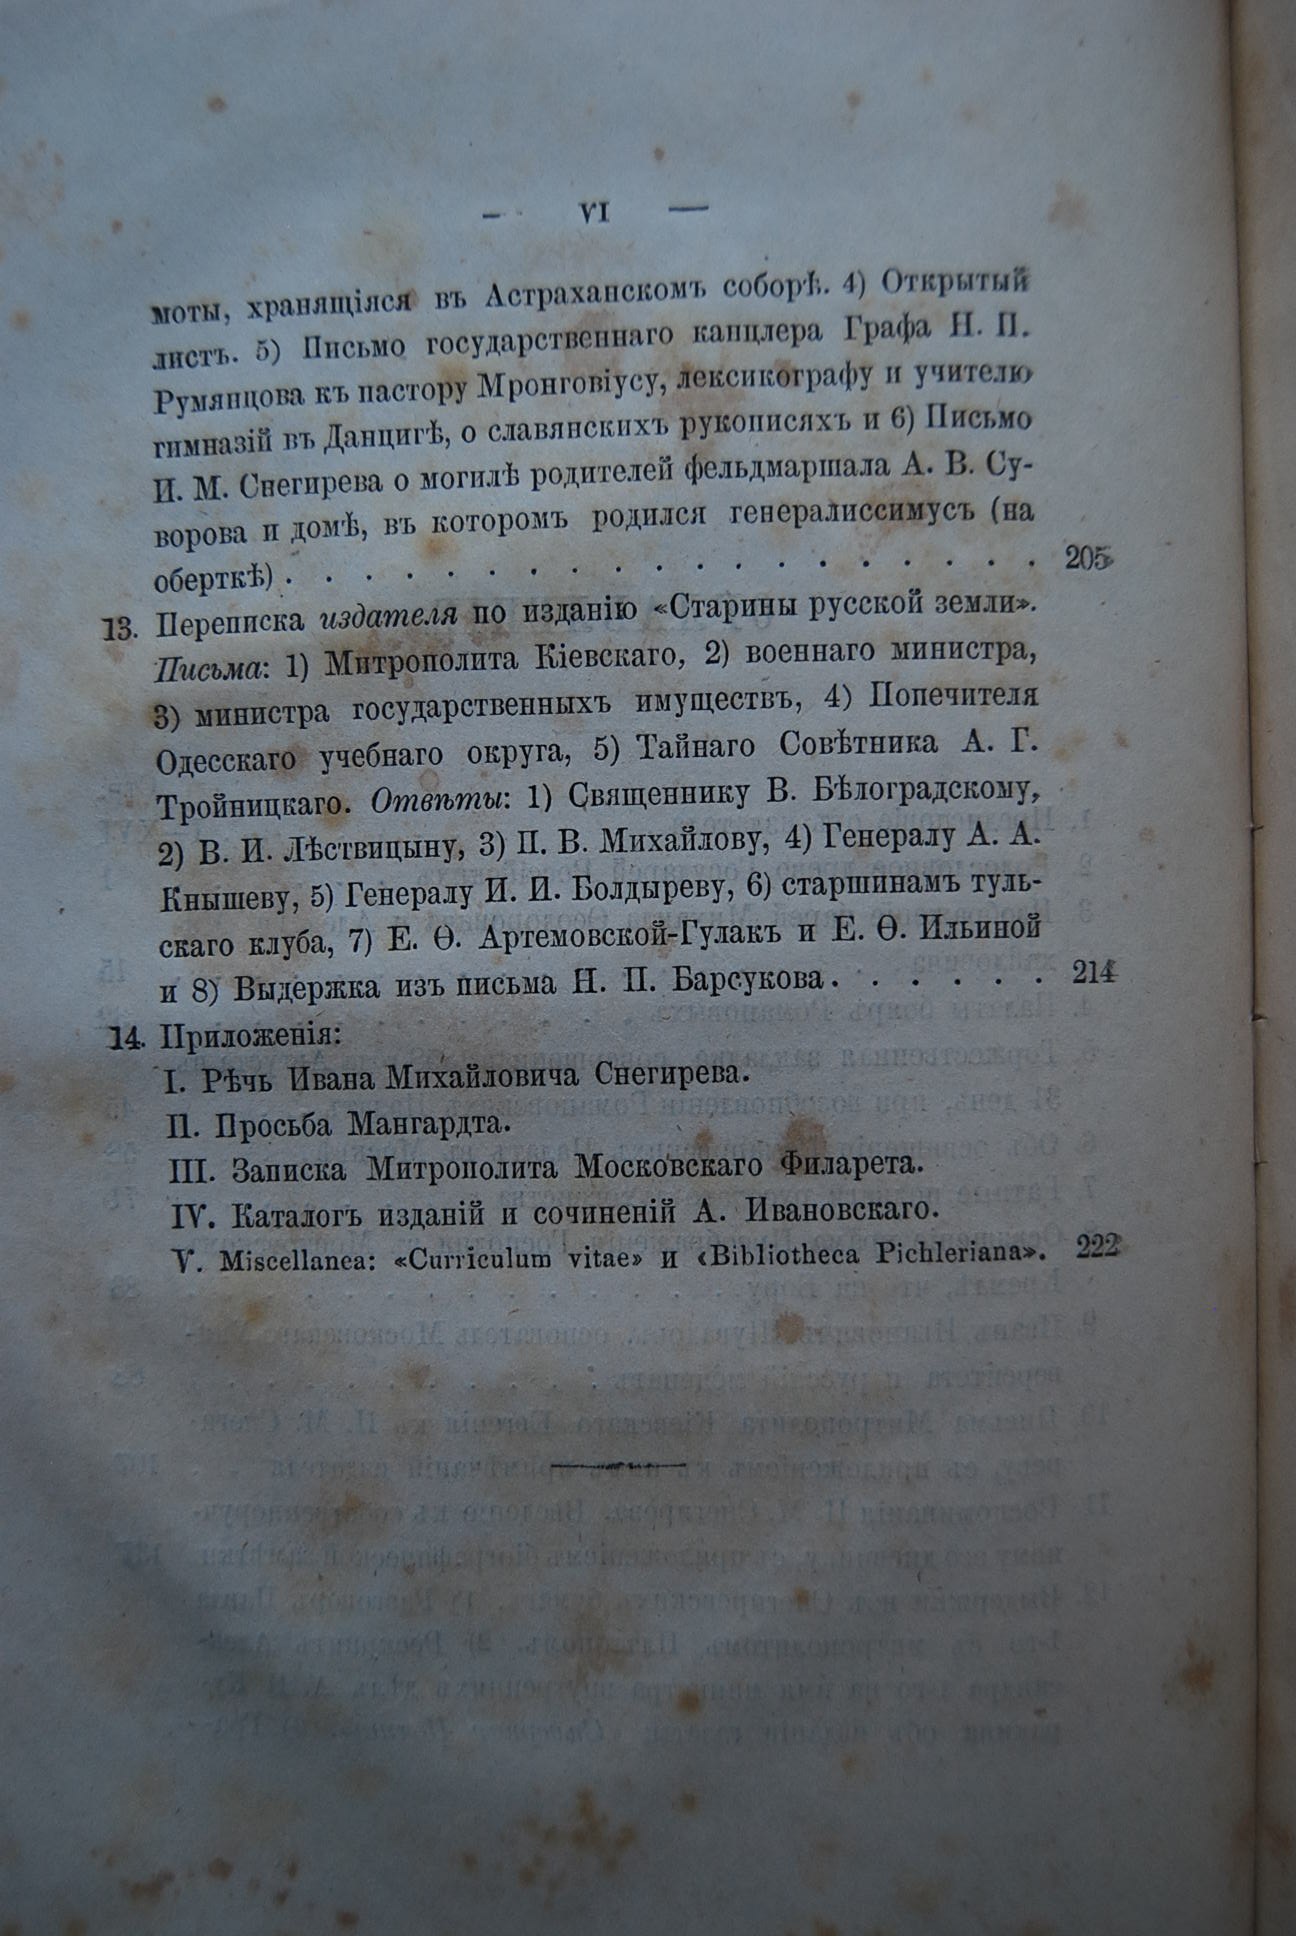 — VI —
моты, хранящіяся въ Астраханскомъ соборѣ. 4) Открытый
листъ. 5) Письмо государственнаго канцлера Графа Н. П.
Румянцова къ пастору Мронговіусу, лексикографу и учителю
гимназій въ Данцигѣ, о славянскихъ рукописяхъ и 6) Письмо
И. М. Снегирева о могилѣ родителей фельдмаршала А. В. Су-
ворова и домѣ, въ которомъ родился генералиссимусъ (на
оберткѣ) . . . . . . . . . . . . . . . . . . . 205
13. Переписка издателя по изданію «Старины русской земли».
Письма: 1) Митрополита Кіевскаго, 2) военнаго министра,
3) министра государственныхъ имуществъ, 4) Попечителя
Одесскаго учебнаго округа, 5) Тайнаго Совѣтника А. Г.
Тройницкаго. Отвѣты: 1) Священнику В. Бѣлоградскому,
2) В. И. Лѣствицыну, 3) П. В. Михайлову, 4) Генералу А. А.
Кнышеву, 5) Генералу И. И. Болдыреву, 6) старшинамъ туль-
скаго клуба, 7) Е. Ѳ. Артемовской-Гулакъ и Е. Ѳ. Ильиной
и 8) Выдержка изъ письма Н. П. Барсукова. . . . . . 214
14. Приложенія:
I. Рѣчь Ивана Михайловича Снегирева.
II. Просьба Мангардта.
III. Записка Митрополита Московскаго Филарета.
IV. Каталогъ изданій и сочиненій А. Ивановскаго.
V. Miscellanea: «Curriculum vitae» и «Bibliotheca Pichleriana». 222